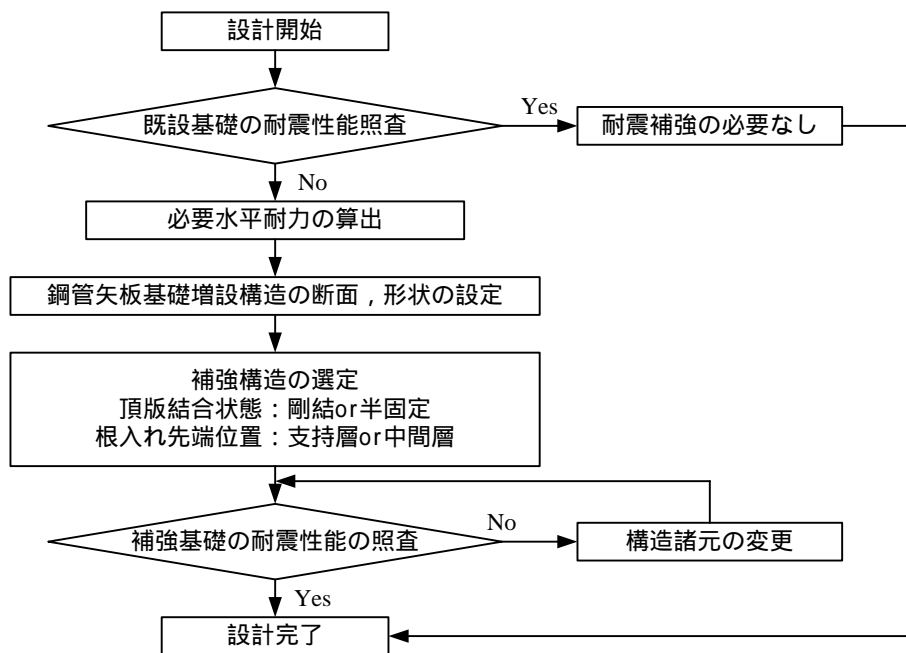 設計開始
既設基礎の耐震性能照査
Yes
耐震補強の必要なし
No
必要水平耐力の算出
鋼管矢板基礎増設構造の断面，形状の設定
補強構造の選定
頂版結合状態：剛結or半固定
根入れ先端位置：支持層or中間層
補強基礎の耐震性能の照査
No
構造諸元の変更
Yes
設計完了